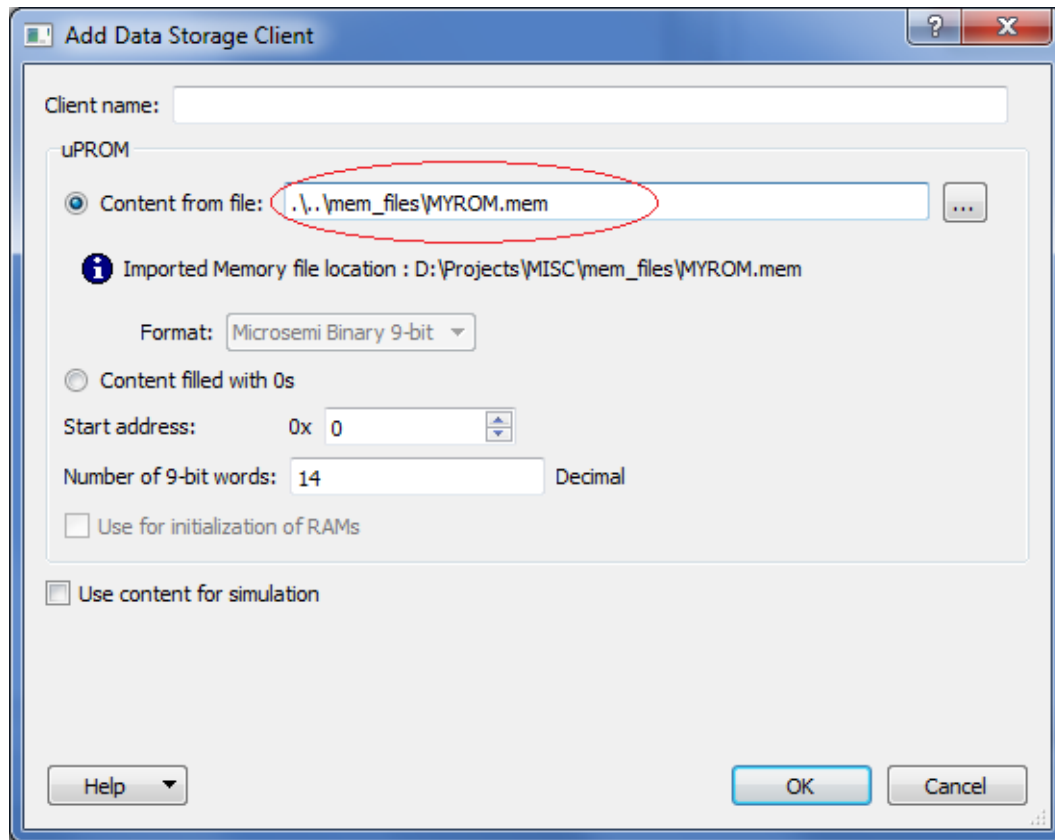 Add Data Storage Client
Client name:
uPROM
Content from file: .\..\mem_files\MYROM.mem ...
Imported Memory file location : D:\Projects\MISC\mem_files\MYROM.mem
Format: Microsemi Binary 9-bit
Content filled with 0s
Start address: 0x 0
Number of 9-bit words: 14 Decimal
Use for initialization of RAMs
Use content for simulation
Help OK Cancel